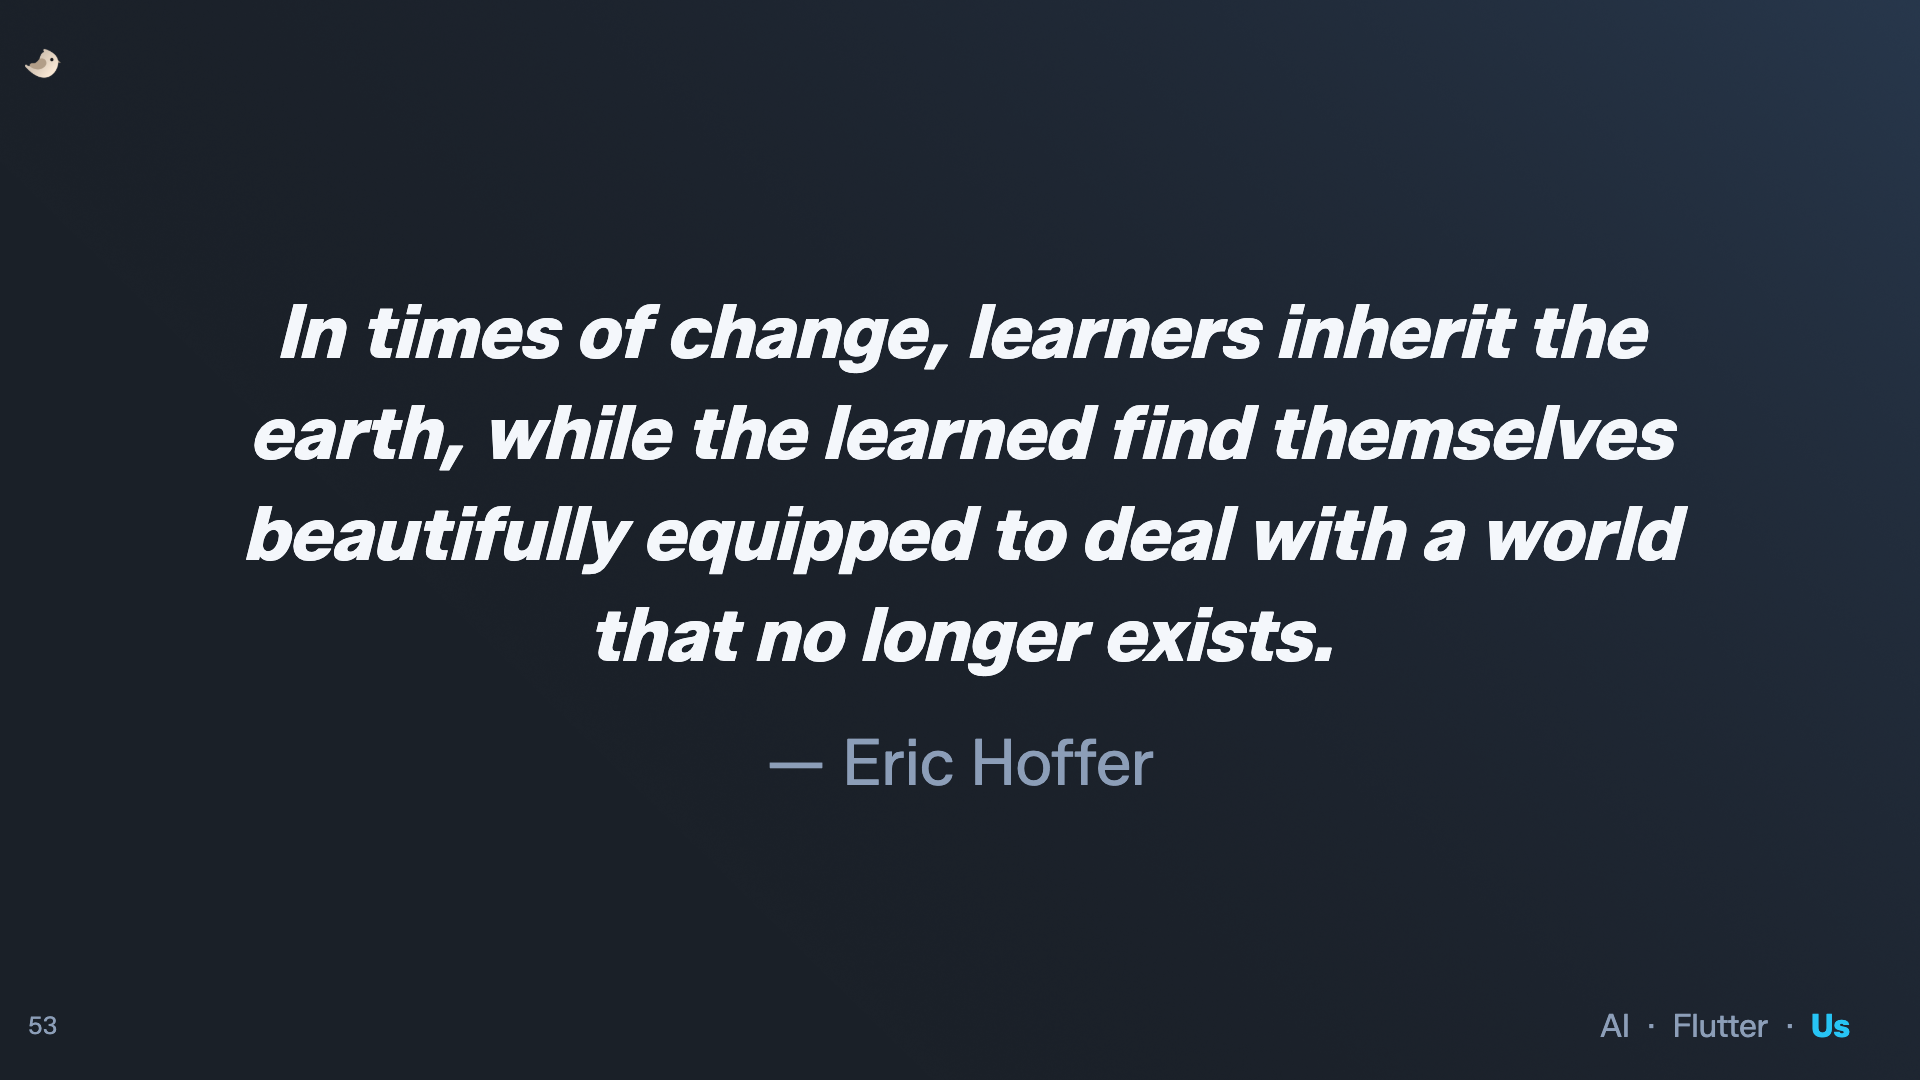 In times of change, learners inherit the
earth, while the learned find themselves
beautifully equipped to deal with a world
that no longer exists.
— Eric Hoffer
53
AI · Flutter · Us